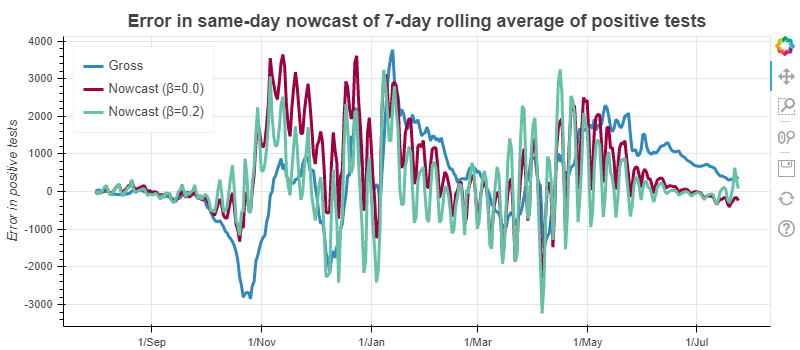 Error in same-day nowcast of 7-day rolling average of positive tests
Gross
Nowcast (β=0.0)
Nowcast (β=0.2)
Error in positive tests
4000
3000
2000
1000
0
-1000
-2000
-3000
1/Sep
1/Nov
1/Jan
1/Mar
1/May
1/Jul